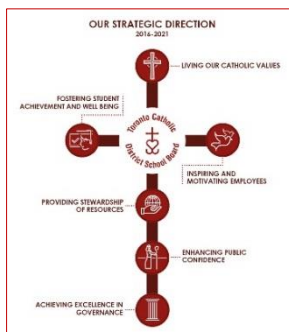 OUR STRATEGIC DIRECTION
2016-2021
LIVING OUR CATHOLIC VALUES
FOSTERING STUDENT
ACHIEVEMENT AND WELL BEING
Toronto Catholic
District School Board
INSPIRING AND
MOTIVATING EMPLOYEES
PROVIDING STEWARDSHIP
OF RESOURCES
ENHANCING PUBLIC
CONFIDENCE
ACHIEVING EXCELLENCE IN
GOVERNANCE